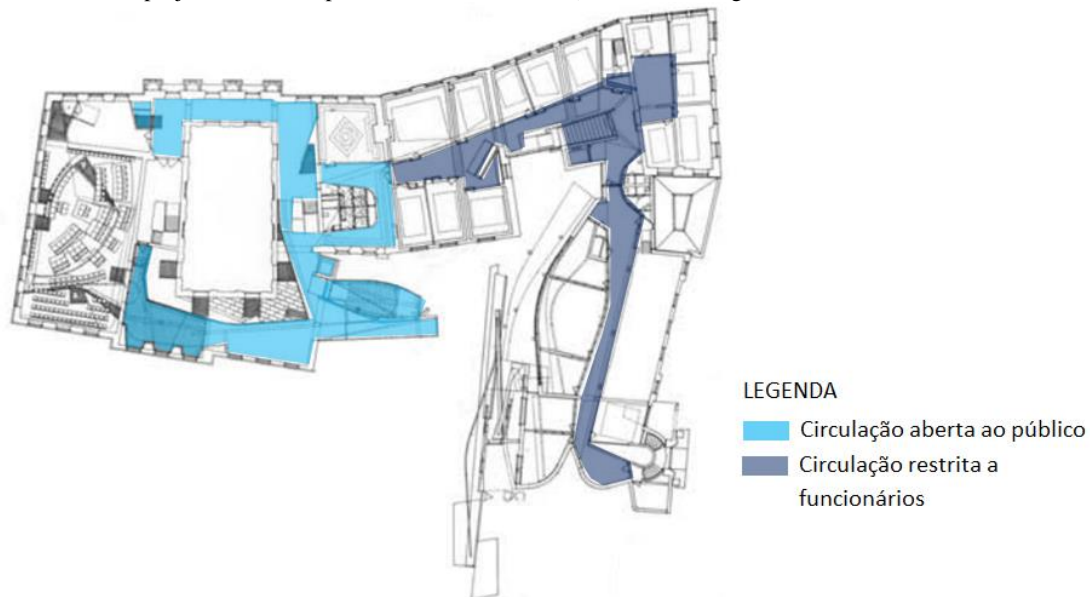 LEGENDA
Circulação aberta ao público
Circulação restrita a
funcionários